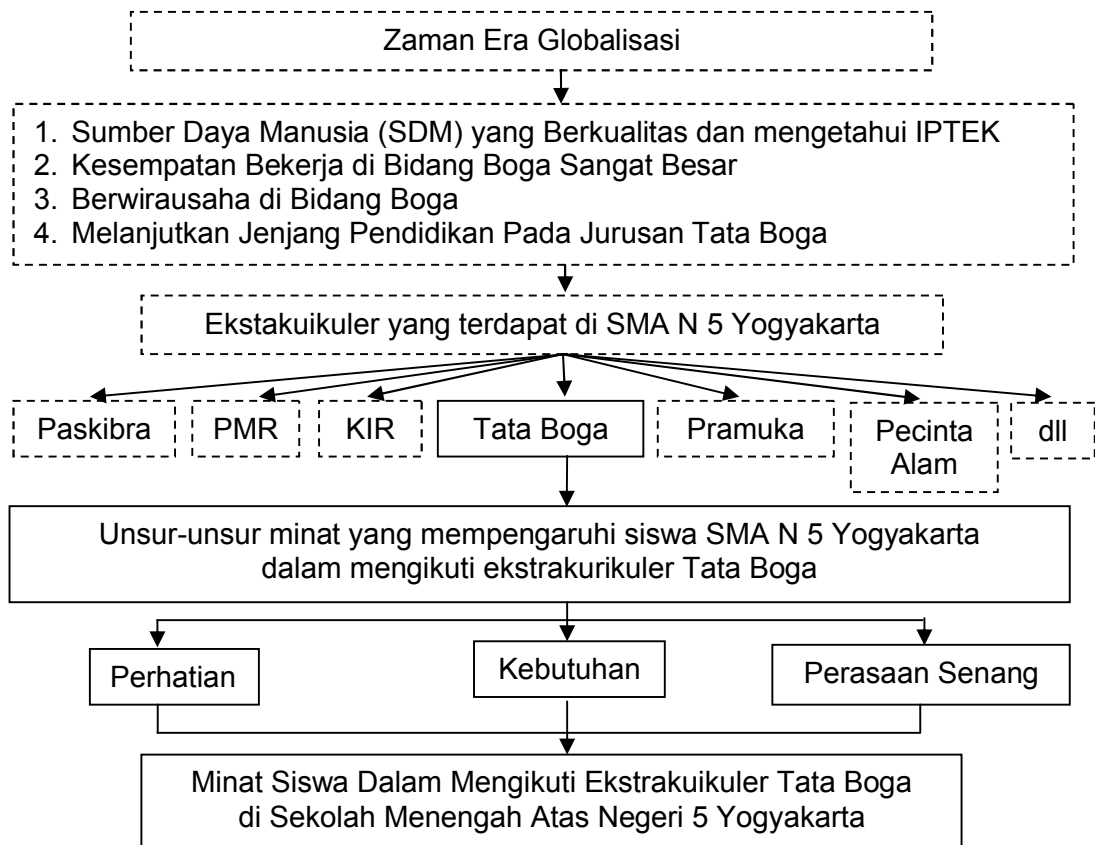 Zaman Era Globalisasi
1. Sumber Daya Manusia (SDM) yang Berkualitas dan mengetahui IPTEK
2. Kesempatan Bekerja di Bidang Boga Sangat Besar
3. Berwirausaha di Bidang Boga
4. Melanjutkan Jenjang Pendidikan Pada Jurusan Tata Boga
Ekstakuikuler yang terdapat di SMA N 5 Yogyakarta
Paskibra
PMR
KIR
Tata Boga
Pramuka
Pecinta
Alam
dll
Unsur-unsur minat yang mempengaruhi siswa SMA N 5 Yogyakarta
dalam mengikuti ekstrakurikuler Tata Boga
Perhatian
Kebutuhan
Perasaan Senang
Minat Siswa Dalam Mengikuti Ekstrakuikuler Tata Boga
di Sekolah Menengah Atas Negeri 5 Yogyakarta